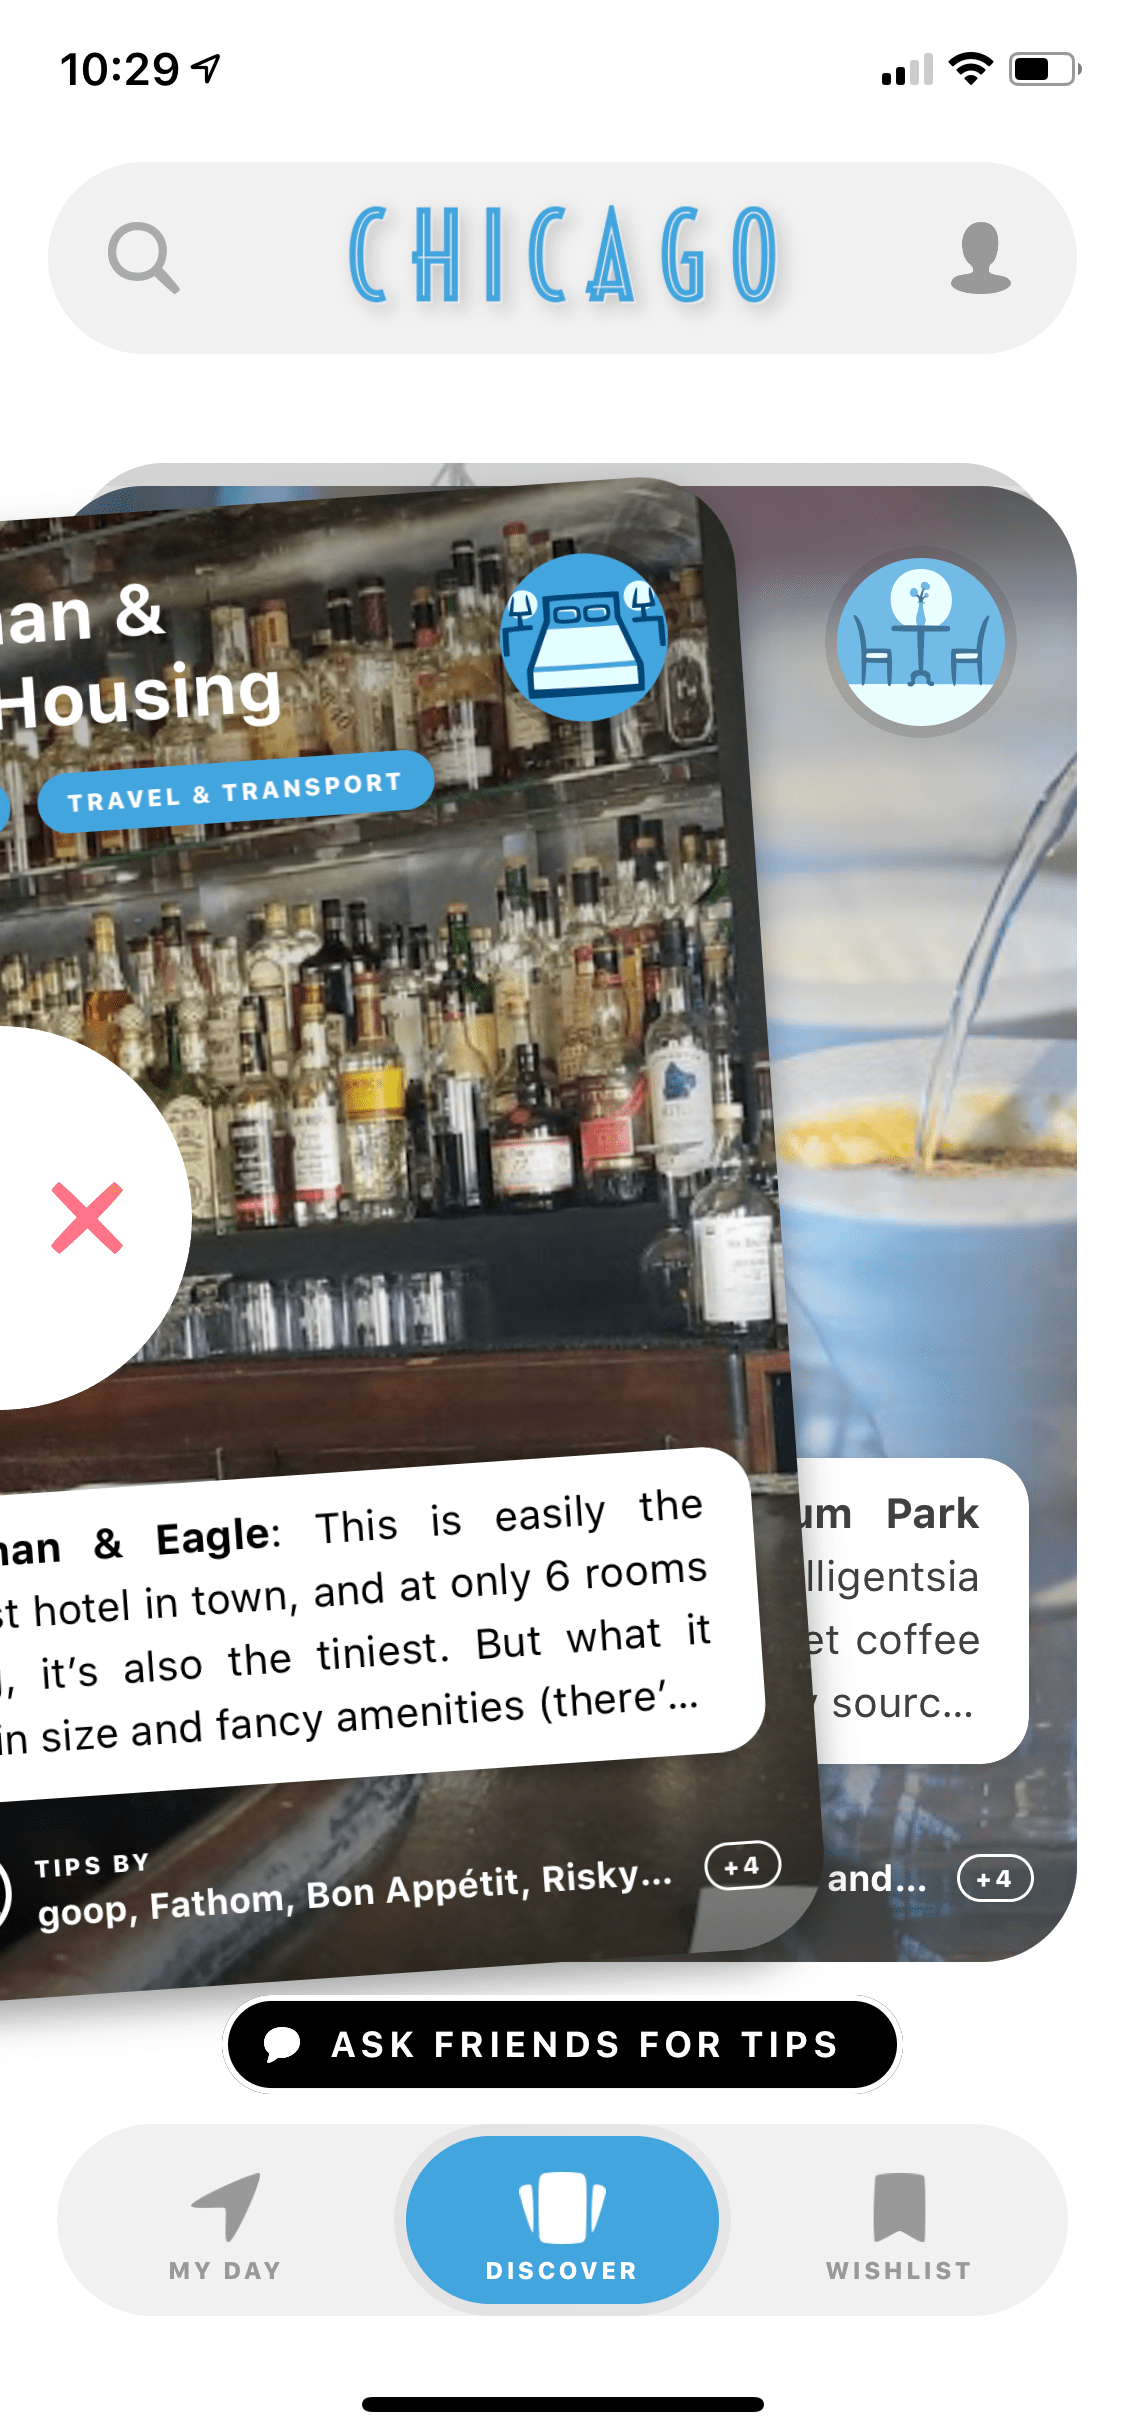 10:29
CHICAGO
an &
Housing
TRAVEL & TRANSPORT
an & Eagle: This is easily the
st hotel in town, and at only 6 rooms
, it's also the tiniest. But what it
in size and fancy amenities (there'...
um Park
lligentsia
et coffee
sourc...
TIPS BY
goop, Fathom, Bon Appétit, Risky...
+4
and...
+4
ASK FRIENDS FOR TIPS
MY DAY
DISCOVER
WISHLIST